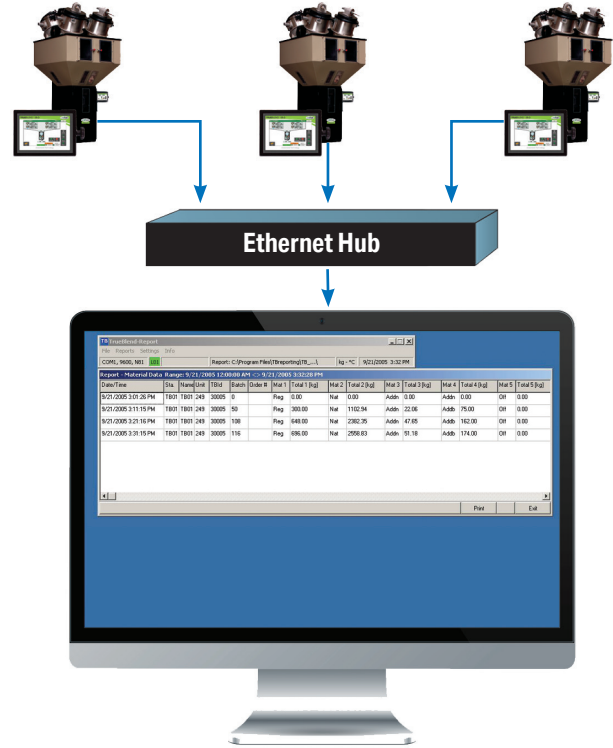 Ethernet Hub
TB TrueBlend-Report
File Reports Settings Info
COM1, 9600, N81 Report: C:\Program Files\TBreporting\TB_...\ kg - °C 9/21/2005 3:32 PM
Report - Material Data Range: 9/21/2005 12:00:00 AM <> 9/21/2005 3:32:28 PM
Date/Time Sta. Name Unit TBId Batch Order # Mat 1 Total 1 [kg] Mat 2 Total 2 [kg] Mat 3 Total 3 [kg] Mat 4 Total 4 [kg] Mat 5 Total 5 [kg]
9/21/2005 3:01:26 PM TB01 TB01 249 30005 0 Reg 0.00 Nat 0.00 Addn 0.00 Addn 0.00 Off 0.00
9/21/2005 3:11:15 PM TB01 TB01 249 30005 50 Reg 300.00 Nat 1102.94 Addn 22.06 Addb 75.00 Off 0.00
9/21/2005 3:21:16 PM TB01 TB01 249 30005 108 Reg 648.00 Nat 2382.35 Addn 47.65 Addb 162.00 Off 0.00
9/21/2005 3:31:15 PM TB01 TB01 249 30005 116 Reg 696.00 Nat 2558.83 Addn 51.18 Addb 174.00 Off 0.00
Print Exit